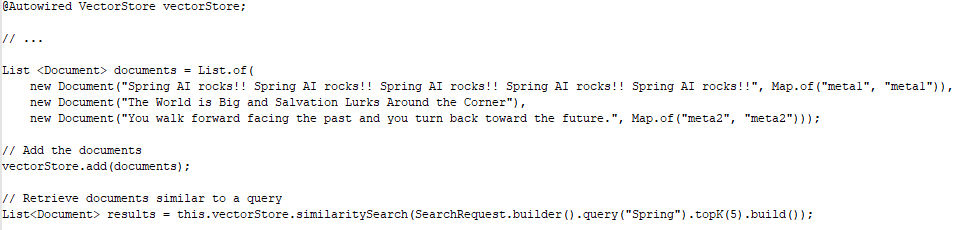 @Autowired VectorStore vectorStore;
// ...
List <Document> documents = List.of(
new Document("Spring AI rocks!! Spring AI rocks!! Spring AI rocks!! Spring AI rocks!! Spring AI rocks!!", Map.of("meta1", "meta1")),
new Document("The World is Big and Salvation Lurks Around the Corner"),
new Document("You walk forward facing the past and you turn back toward the future.", Map.of("meta2", "meta2")));
// Add the documents
vectorStore.add(documents);
// Retrieve documents similar to a query
List<Document> results = this.vectorStore.similaritySearch(SearchRequest.builder().query("Spring").topK(5).build());